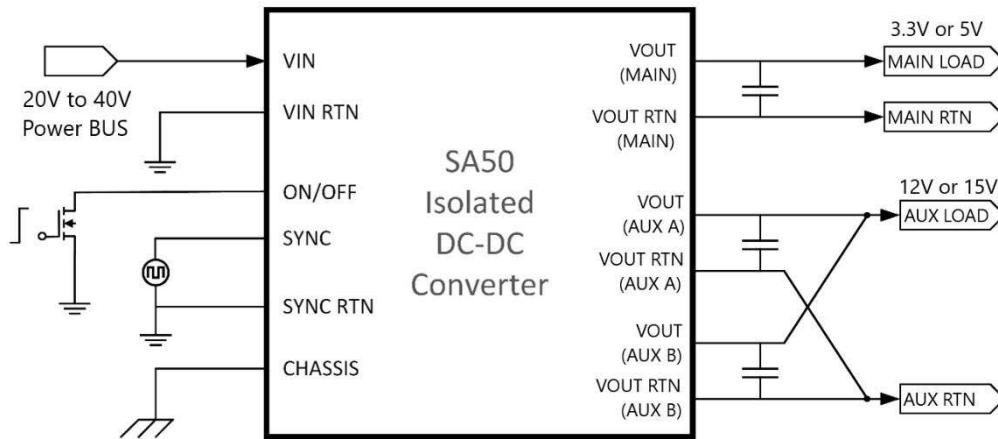 20V to 40V
Power BUS
VIN
VIN RTN
ON/OFF
SYNC
SYNC RTN
CHASSIS
SA50
Isolated
DC-DC
Converter
VOUT
(MAIN)
VOUT RTN
(MAIN)
VOUT
(AUX A)
VOUT RTN
(AUX A)
VOUT
(AUX B)
VOUT RTN
(AUX B)
3.3V or 5V
MAIN LOAD
MAIN RTN
12V or 15V
AUX LOAD
AUX RTN